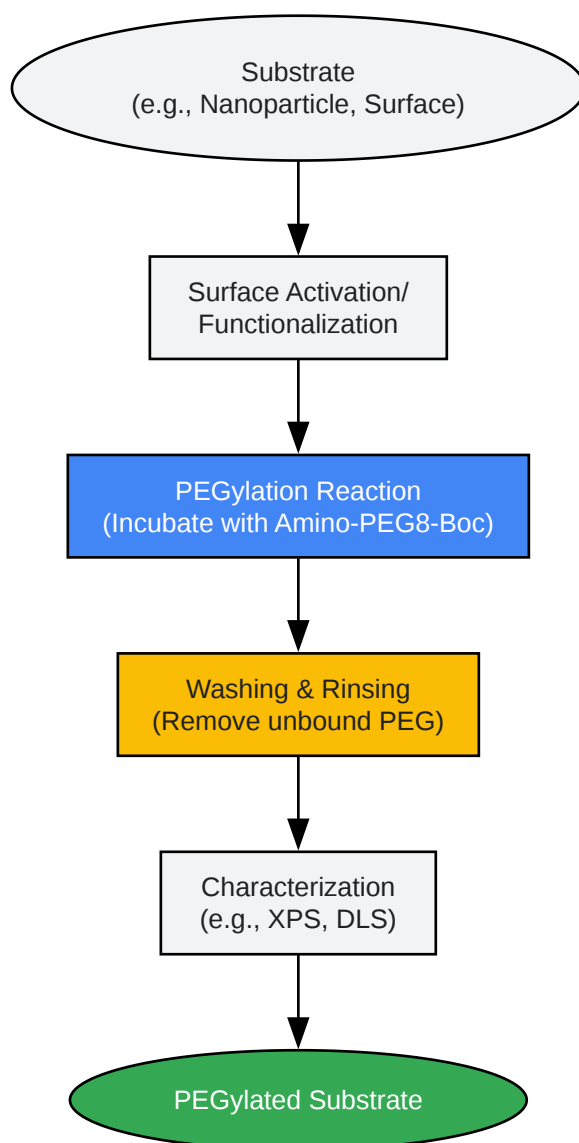 Substrate
(e.g., Nanoparticle, Surface)
Surface Activation/
Functionalization
PEGylation Reaction
(Incubate with Amino-PEG8-Boc)
Washing & Rinsing
(Remove unbound PEG)
Characterization
(e.g., XPS, DLS)
PEGylated Substrate